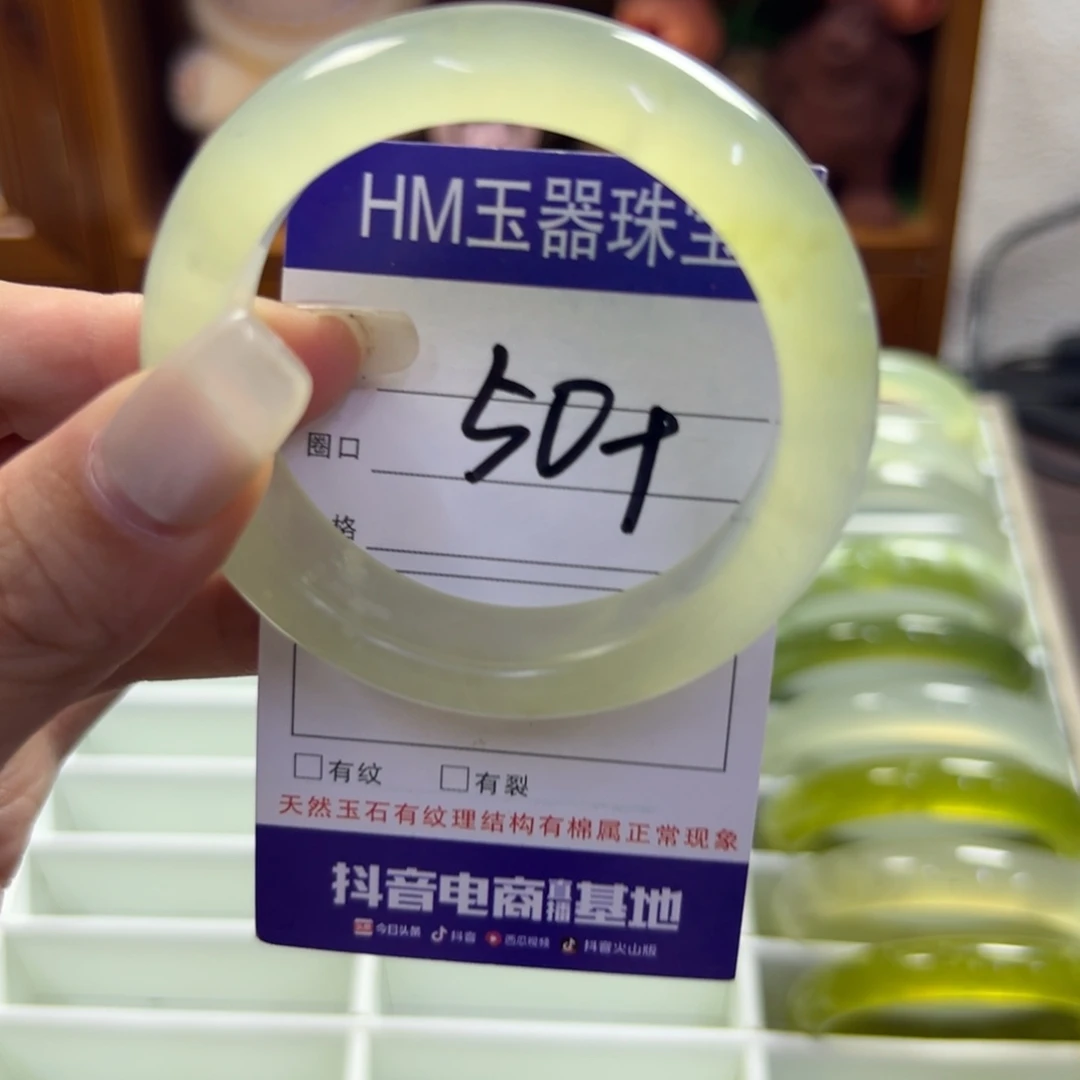 HM玉器珠宝
50+
圈口
格
有纹 有裂
天然玉石有纹理结构有棉属正常现象
抖音电商直播基地
今日头条 抖音 西瓜视频 抖音火山版